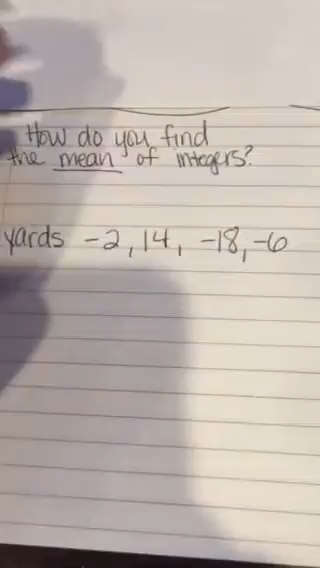 How do you find
the mean of integers?
yards -2, 14, -18, -6